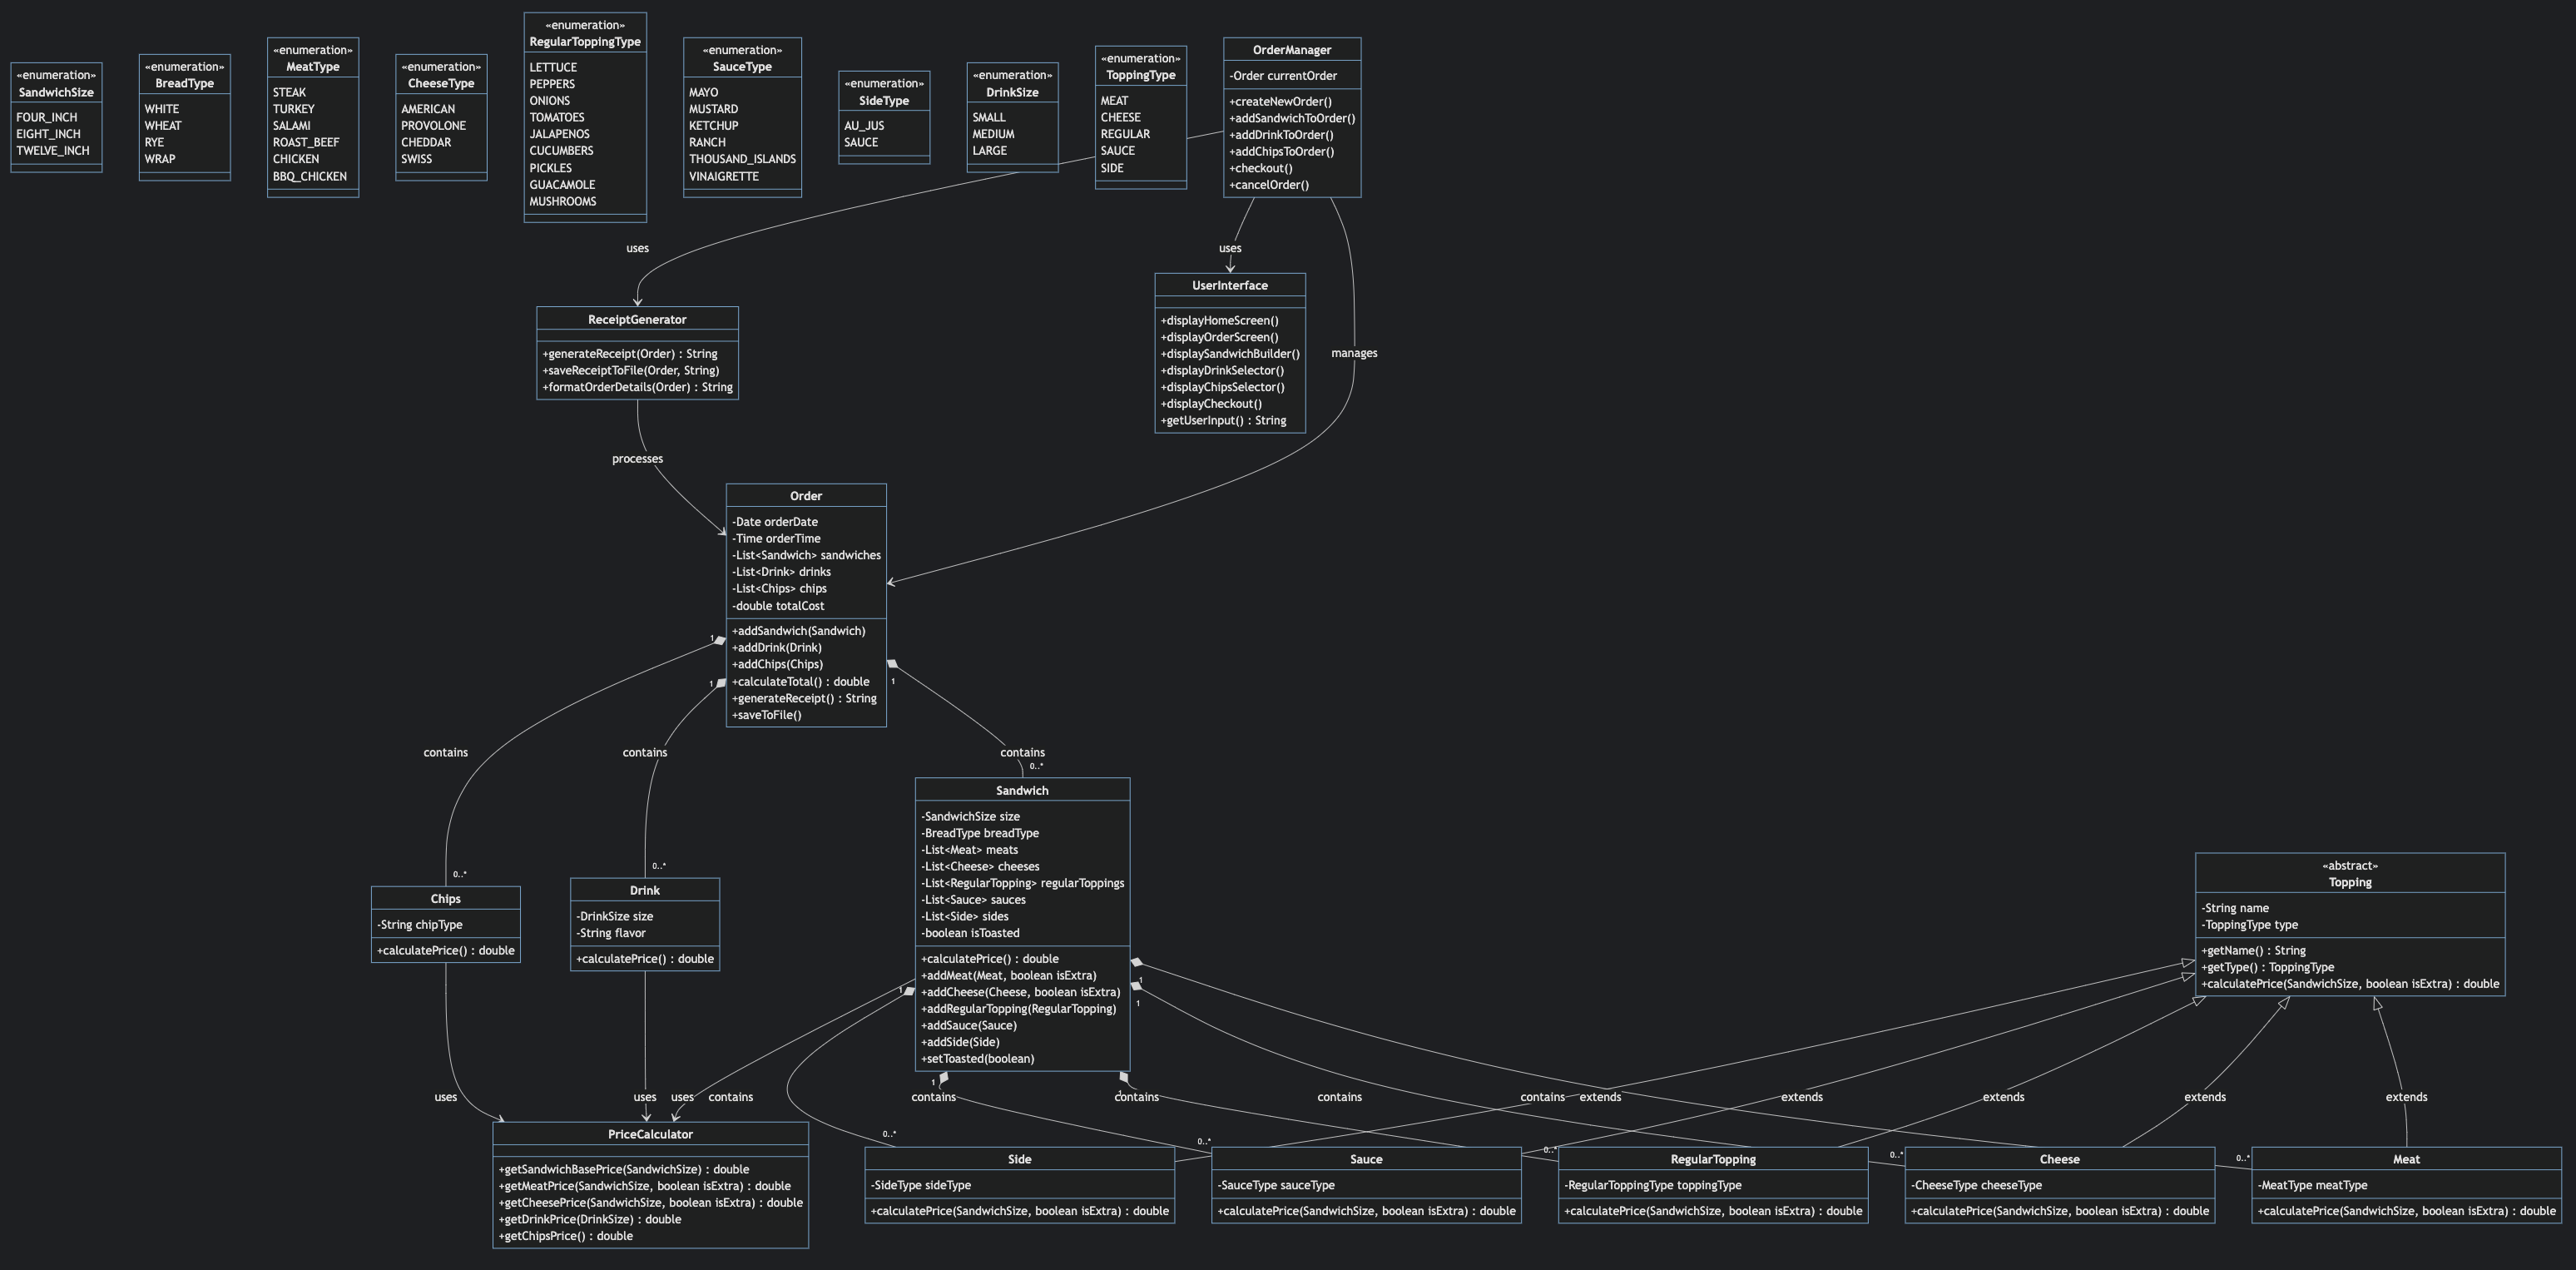 «enumeration»
SandwichSize
FOUR_INCH
EIGHT_INCH
TWELVE_INCH
«enumeration»
BreadType
WHITE
WHEAT
RYE
WRAP
«enumeration»
MeatType
STEAK
TURKEY
SALAMI
ROAST_BEEF
CHICKEN
BBQ_CHICKEN
«enumeration»
CheeseType
AMERICAN
PROVOLONE
CHEDDAR
SWISS
«enumeration»
RegularToppingType
LETTUCE
PEPPERS
ONIONS
TOMATOES
JALAPENOS
CUCUMBERS
PICKLES
GUACAMOLE
MUSHROOMS
«enumeration»
SauceType
MAYO
MUSTARD
KETCHUP
RANCH
THOUSAND_ISLANDS
VINAIGRETTE
«enumeration»
SideType
AU_JUS
SAUCE
«enumeration»
DrinkSize
SMALL
MEDIUM
LARGE
«enumeration»
ToppingType
MEAT
CHEESE
REGULAR
SAUCE
SIDE
OrderManager
-Order currentOrder
+createNewOrder()
+addSandwichToOrder()
+addDrinkToOrder()
+addChipsToOrder()
+checkout()
+cancelOrder()
uses
uses
manages
ReceiptGenerator
+generateReceipt(Order) : String
+saveReceiptToFile(Order, String)
+formatOrderDetails(Order) : String
UserInterface
+displayHomeScreen()
+displayOrderScreen()
+displaySandwichBuilder()
+displayDrinkSelector()
+displayChipsSelector()
+displayCheckout()
+getUserInput() : String
processes
Order
-Date orderDate
-Time orderTime
-List<Sandwich> sandwiches
-List<Drink> drinks
-List<Chips> chips
-double totalCost
+addSandwich(Sandwich)
+addDrink(Drink)
+addChips(Chips)
+calculateTotal() : double
+generateReceipt() : String
+saveToFile()
1
1
1
contains
contains
contains
0..*
0..*
0..*
Chips
-String chipType
+calculatePrice() : double
Drink
-DrinkSize size
-String flavor
+calculatePrice() : double
Sandwich
-SandwichSize size
-BreadType breadType
-List<Meat> meats
-List<Cheese> cheeses
-List<RegularTopping> regularToppings
-List<Sauce> sauces
-List<Side> sides
-boolean isToasted
+calculatePrice() : double
+addMeat(Meat, boolean isExtra)
+addCheese(Cheese, boolean isExtra)
+addRegularTopping(RegularTopping)
+addSauce(Sauce)
+addSide(Side)
+setToasted(boolean)
«abstract»
Topping
-String name
-ToppingType type
+getName() : String
+getType() : ToppingType
+calculatePrice(SandwichSize, boolean isExtra) : double
1
1
1
1
1
uses
uses
uses
contains
contains
contains
contains
contains
extends
extends
extends
extends
extends
0..*
0..*
0..*
0..*
0..*
PriceCalculator
+getSandwichBasePrice(SandwichSize) : double
+getMeatPrice(SandwichSize, boolean isExtra) : double
+getCheesePrice(SandwichSize, boolean isExtra) : double
+getDrinkPrice(DrinkSize) : double
+getChipsPrice() : double
Side
-SideType sideType
+calculatePrice(SandwichSize, boolean isExtra) : double
Sauce
-SauceType sauceType
+calculatePrice(SandwichSize, boolean isExtra) : double
RegularTopping
-RegularToppingType toppingType
+calculatePrice(SandwichSize, boolean isExtra) : double
Cheese
-CheeseType cheeseType
+calculatePrice(SandwichSize, boolean isExtra) : double
Meat
-MeatType meatType
+calculatePrice(SandwichSize, boolean isExtra) : double